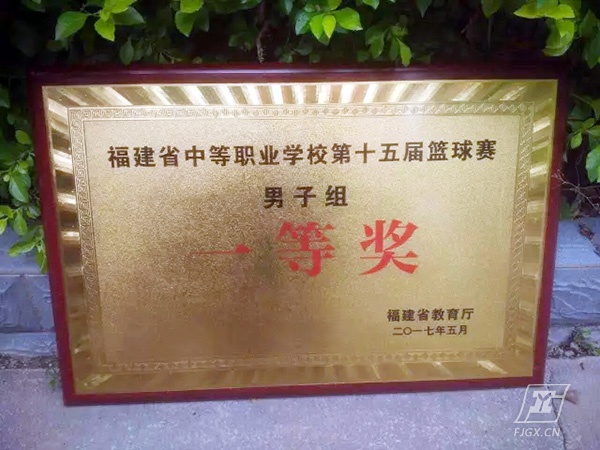 福建省中等职业学校第十五届篮球赛
男子组
一等奖
福建省教育厅
二〇一七年五月
FJGX.CN